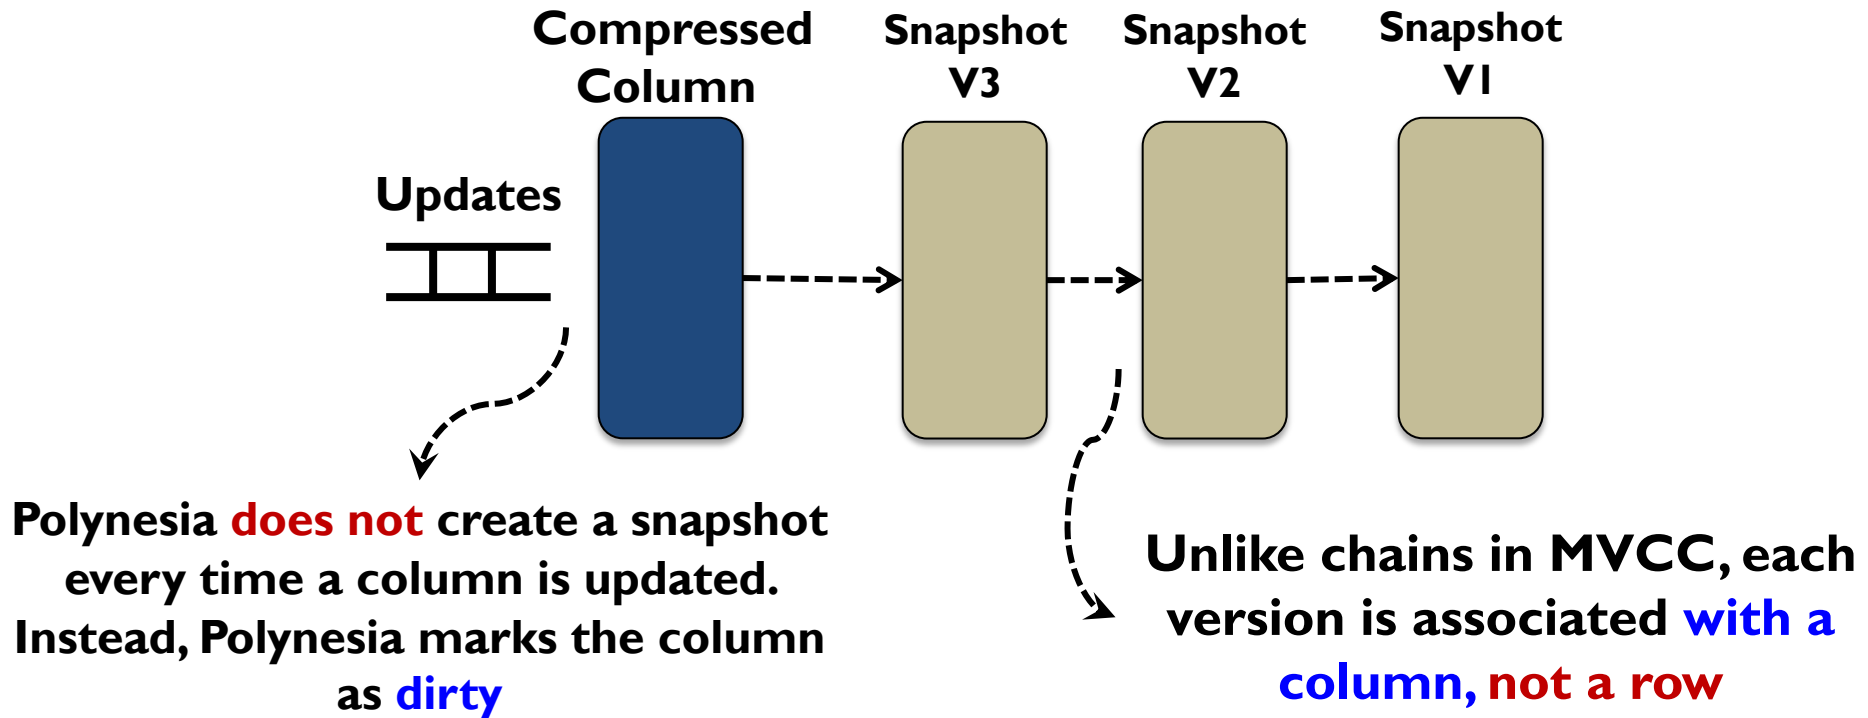 Compressed
Column
Snapshot
V3
Snapshot
V2
Snapshot
V1
Updates
Polynesia does not create a snapshot
every time a column is updated.
Instead, Polynesia marks the column
as dirty
Unlike chains in MVCC, each
version is associated with a
column, not a row